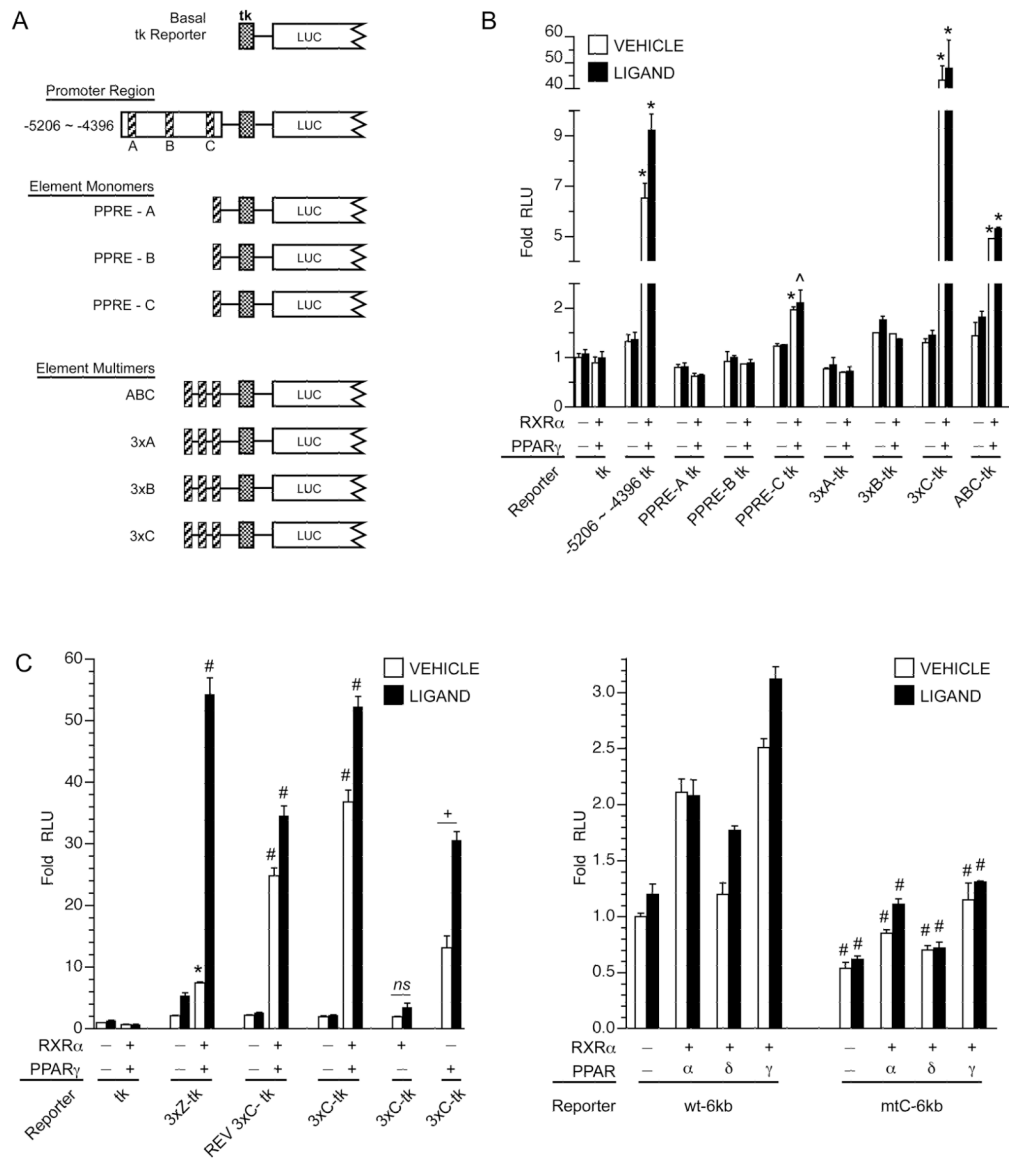 A
Basal
tk Reporter
tk
LUC
Promoter Region
-5206 ~ -4396
A B C
LUC
Element Monomers
PPRE - A
LUC
PPRE - B
LUC
PPRE - C
LUC
Element Multimers
ABC
LUC
3xA
LUC
3xB
LUC
3xC
LUC
B
VEHICLE
LIGAND
Fold RLU
60
50
40
9
7
5
2
1
0
* * * ^ * * * *
RXRα − + − + − + − + − + − + − + − + − +
PPARγ − + − + − + − + − + − + − + − + − +
Reporter
tk
-5206 ~ -4396 tk
PPRE-A tk
PPRE-B tk
PPRE-C tk
3xA-tk
3xB-tk
3xC-tk
ABC-tk
C
VEHICLE
LIGAND
Fold RLU
60
50
40
30
20
10
0
* # # # # # ns +
RXRα − + − + − + − + + −
PPARγ − + − + − + − + − +
Reporter
tk
3xZ-tk
REV 3xC-tk
3xC-tk
3xC-tk
3xC-tk
VEHICLE
LIGAND
Fold RLU
3.0
2.5
2.0
1.5
1.0
0.5
0.0
# # # # # # # #
RXRα − + + + − + + +
PPAR − α δ γ − α δ γ
Reporter wt-6kb mtC-6kb